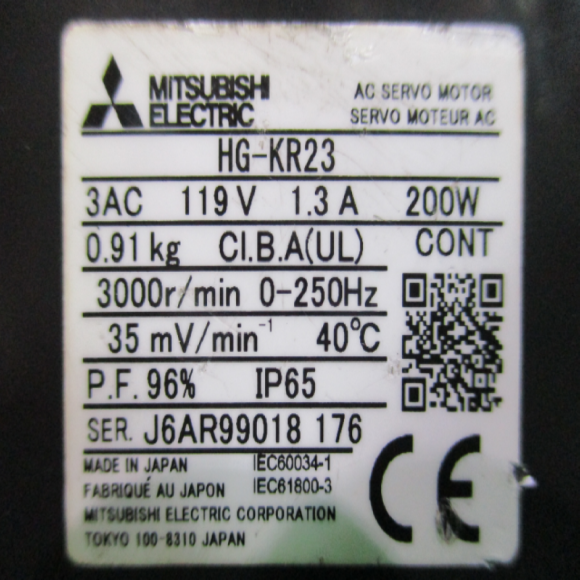 MITSUBISHI
ELECTRIC
AC SERVO MOTOR
SERVO MOTEUR AC
HG-KR23
3AC 119 V 1.3 A 200W
0.91 kg Cl.B.A(UL) CONT
3000r/min 0-250Hz
35 mV/min⁻¹ 40℃
P.F. 96% IP65
SER. J6AR99018 176
MADE IN JAPAN IEC60034-1
FABRIQUÉ AU JAPON IEC61800-3
MITSUBISHI ELECTRIC CORPORATION
TOKYO 100-8310 JAPAN
CE